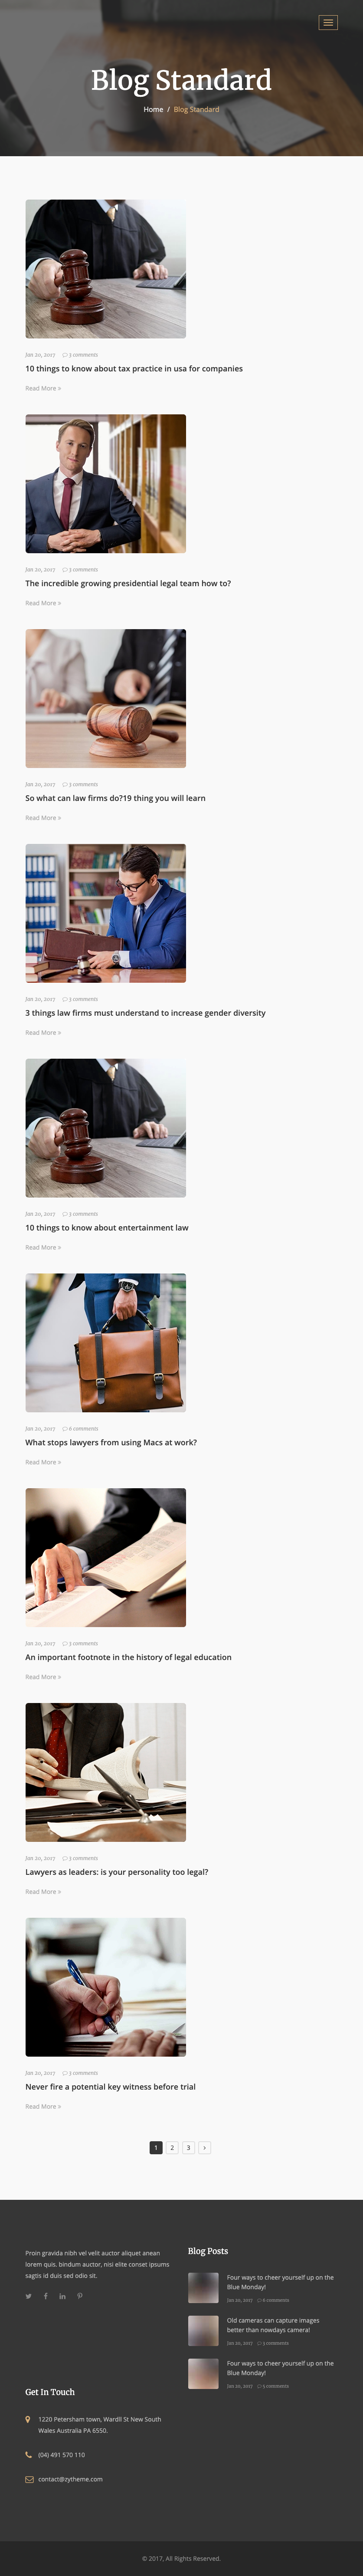 Blog Standard
Home / Blog Standard
Jan 20, 2017 3 comments
10 things to know about tax practice in usa for companies
Read More »
Jan 20, 2017 3 comments
The incredible growing presidential legal team how to?
Read More »
Jan 20, 2017 3 comments
So what can law firms do?19 thing you will learn
Read More »
Jan 20, 2017 3 comments
3 things law firms must understand to increase gender diversity
Read More »
Jan 20, 2017 3 comments
10 things to know about entertainment law
Read More »
Jan 20, 2017 6 comments
What stops lawyers from using Macs at work?
Read More »
Jan 20, 2017 3 comments
An important footnote in the history of legal education
Read More »
Jan 20, 2017 3 comments
Lawyers as leaders: is your personality too legal?
Read More »
Jan 20, 2017 3 comments
Never fire a potential key witness before trial
Read More »
1 2 3 ›
Proin gravida nibh vel velit auctor aliquet anean
lorem quis. bindum auctor, nisi elite conset ipsums
sagtis id duis sed odio sit.
Get In Touch
1220 Petersham town, Wardll St New South
Wales Australia PA 6550.
(04) 491 570 110
contact@zytheme.com
Blog Posts
Four ways to cheer yourself up on the
Blue Monday!
Jan 20, 2017 6 comments
Old cameras can capture images
better than nowdays camera!
Jan 20, 2017 3 comments
Four ways to cheer yourself up on the
Blue Monday!
Jan 20, 2017 5 comments
© 2017, All Rights Reserved.